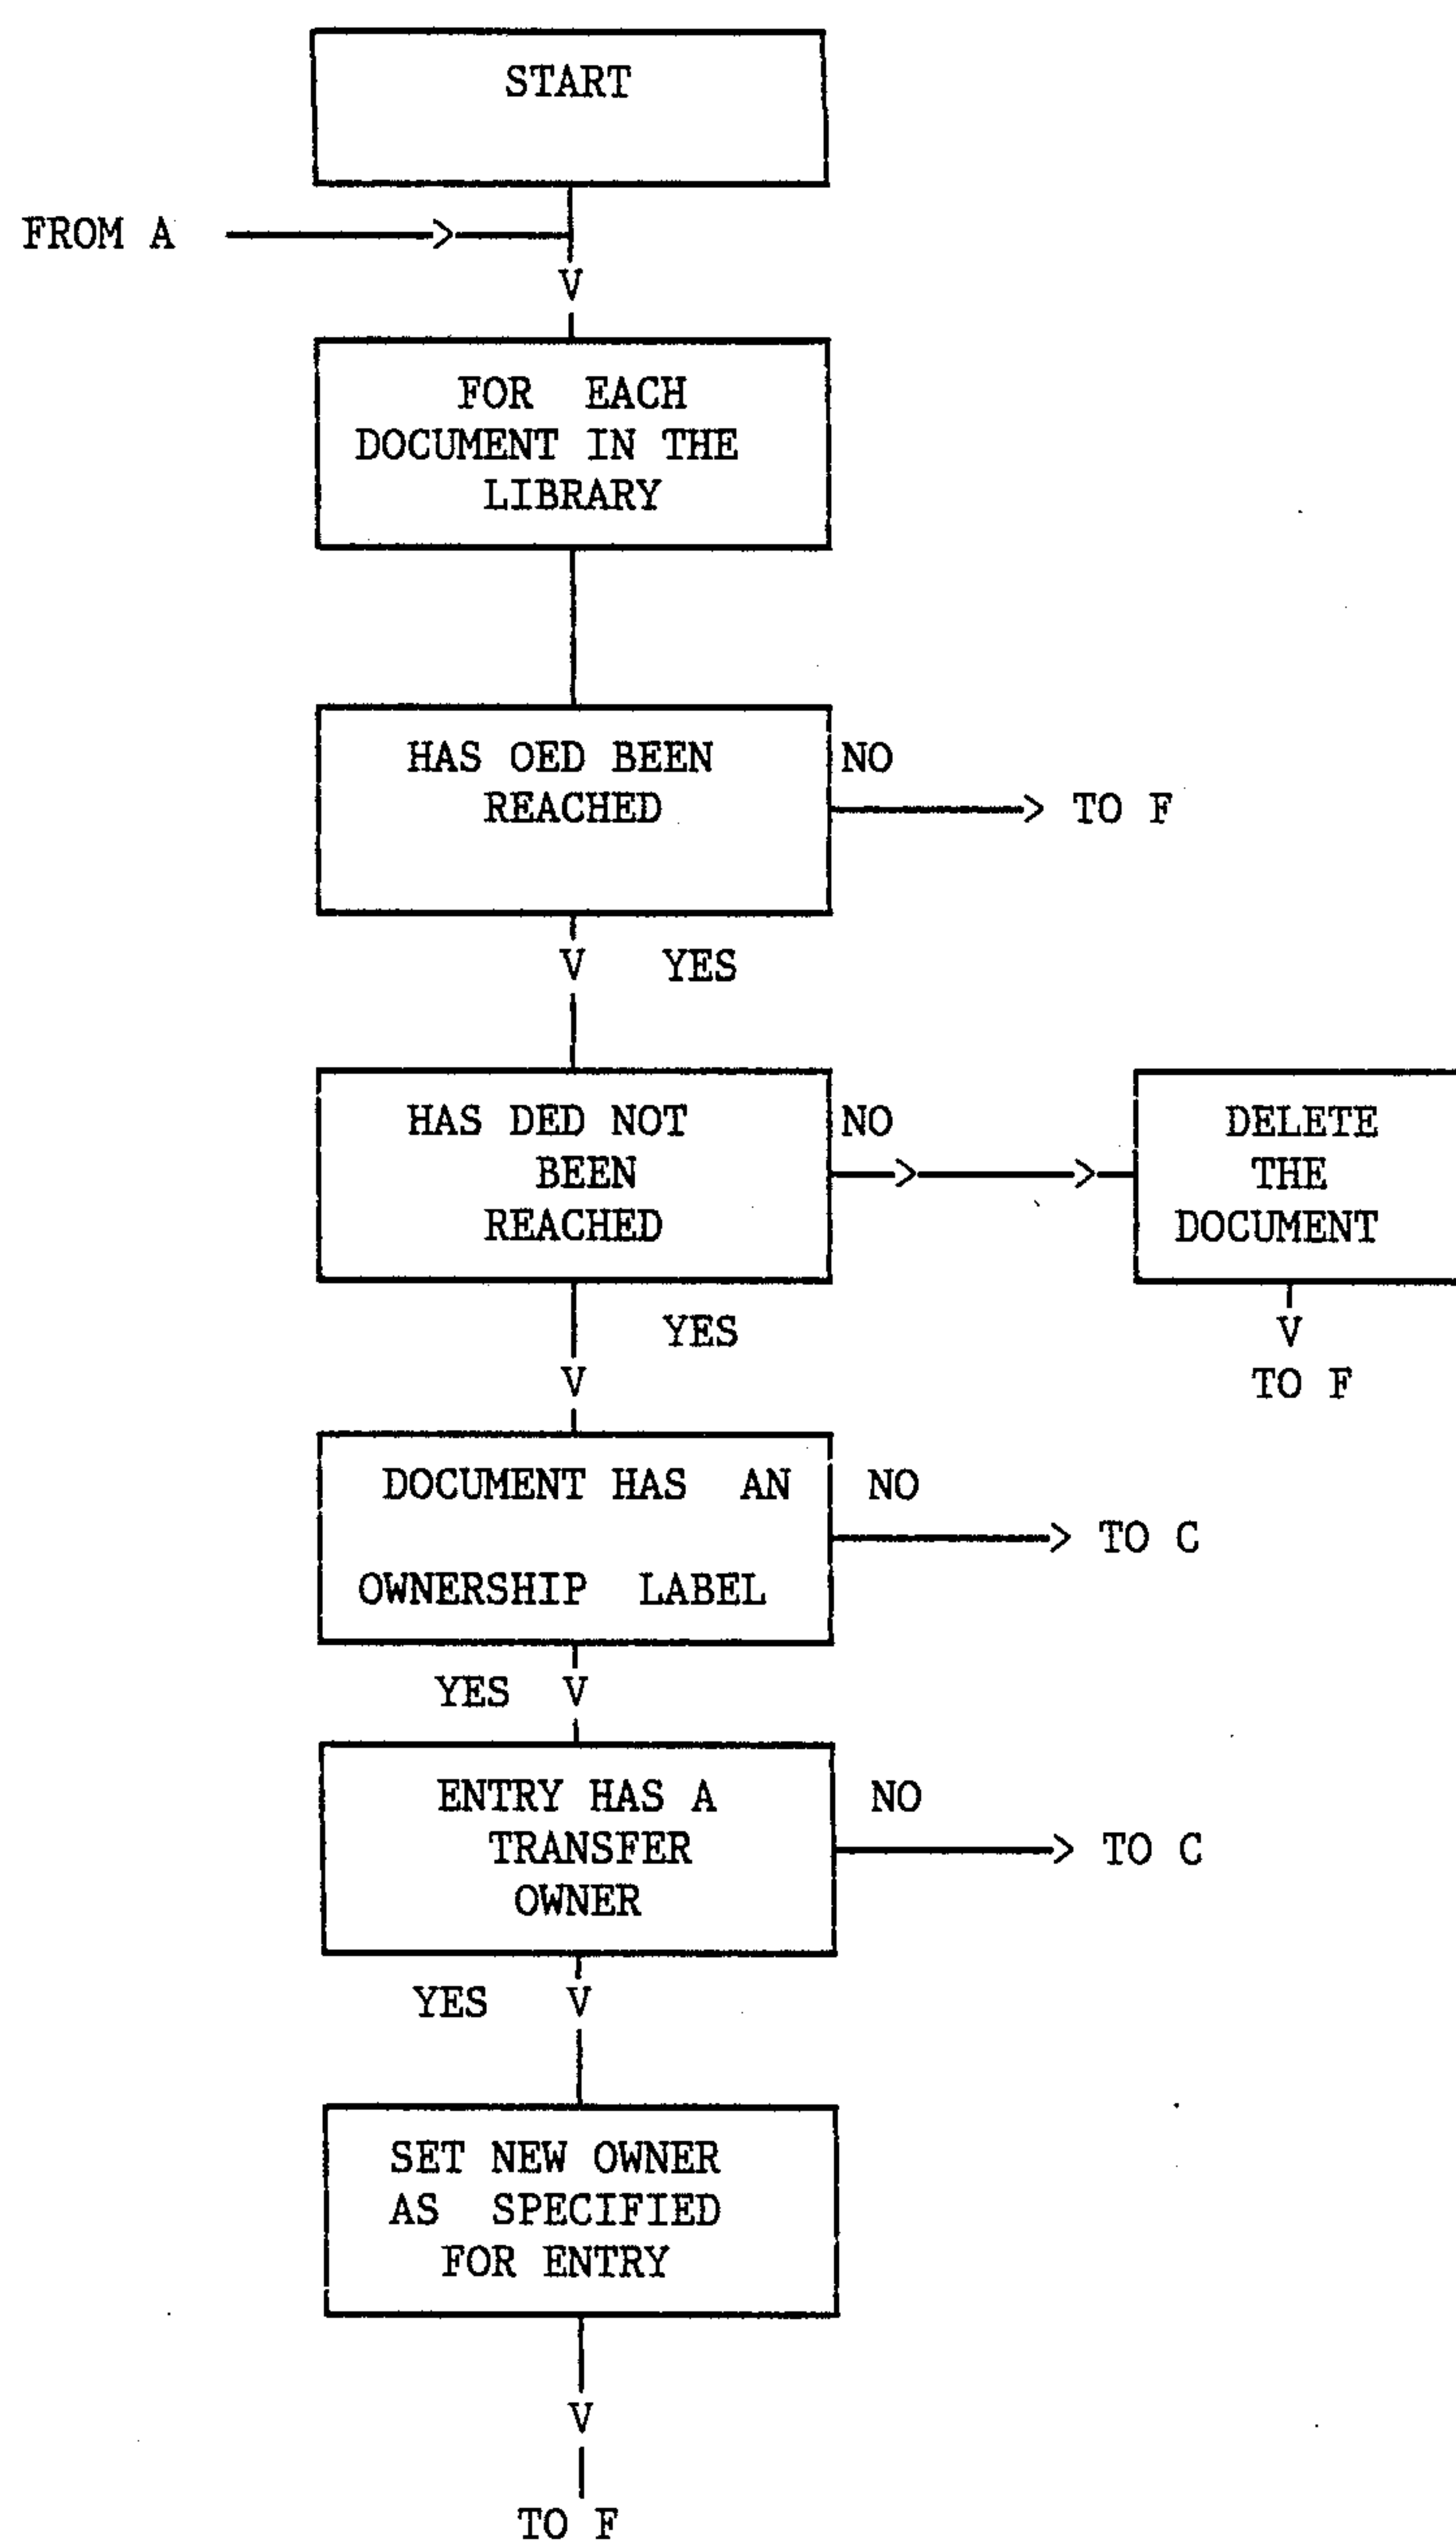 START
FROM A
V
FOR EACH
DOCUMENT IN THE
LIBRARY
HAS OED BEEN
REACHED
NO
> TO F
V YES
HAS DED NOT
BEEN
REACHED
NO
> >
DELETE
THE
DOCUMENT
V
TO F
YES
V
DOCUMENT HAS AN
OWNERSHIP LABEL
NO
> TO C
YES V
ENTRY HAS A
TRANSFER
OWNER
NO
> TO C
YES V
SET NEW OWNER
AS SPECIFIED
FOR ENTRY
V
TO F